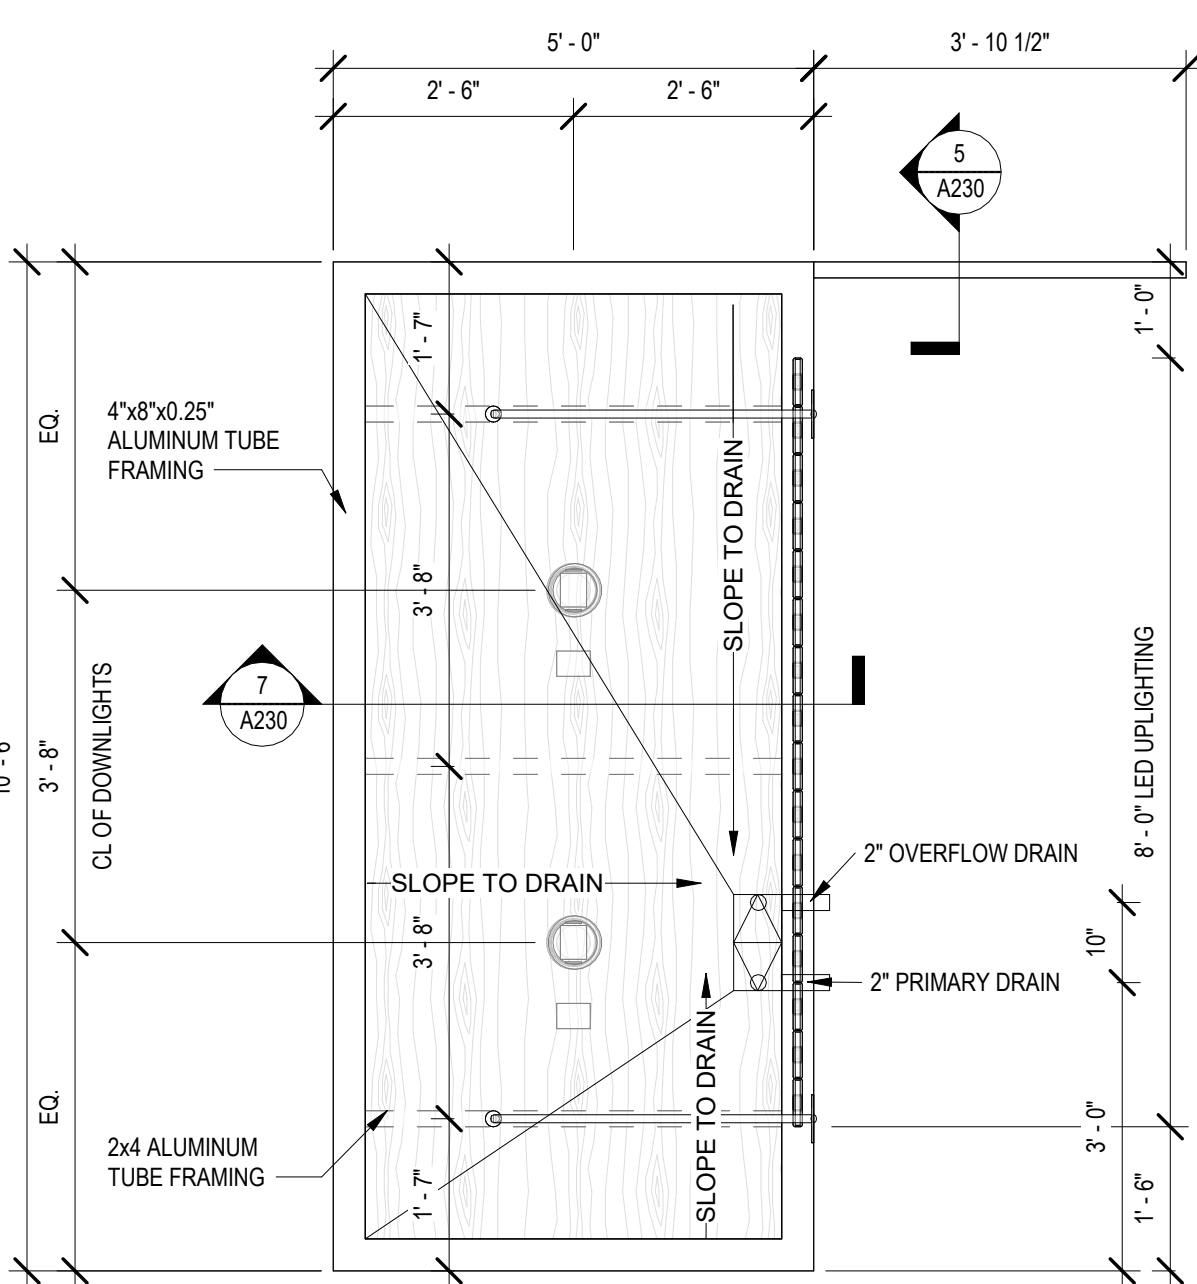 5' - 0"
3' - 10 1/2"
2' - 6"
2' - 6"
5
A230
1' - 0"
1' - 7"
EQ.
4"x8"x0.25"
ALUMINUM TUBE
FRAMING
SLOPE TO DRAIN
3' - 8"
7
A230
CL OF DOWNLIGHTS
3' - 8"
8' - 0" LED UPLIGHTING
2" OVERFLOW DRAIN
SLOPE TO DRAIN
3' - 8"
10"
2" PRIMARY DRAIN
SLOPE TO DRAIN
EQ.
3' - 0"
2x4 ALUMINUM
TUBE FRAMING
1' - 7"
1' - 6"